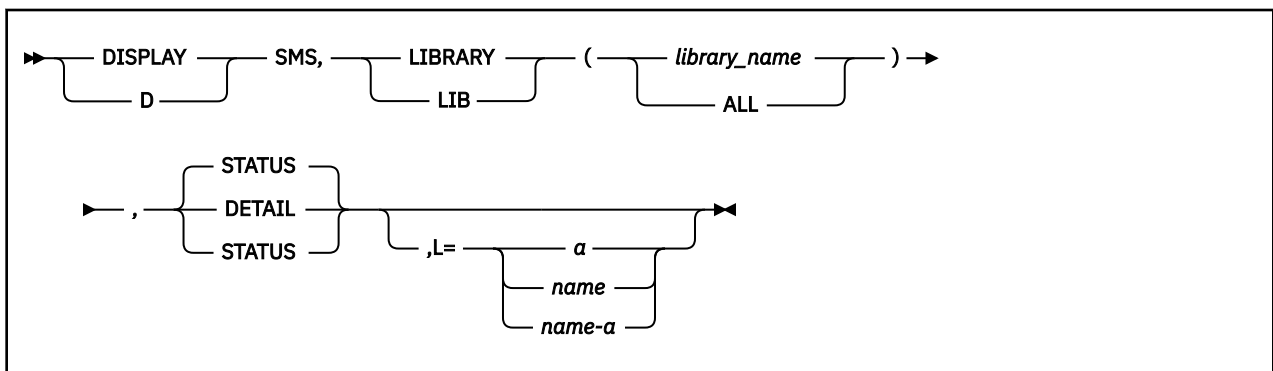 DISPLAY SMS, LIBRARY ( library_name )
D LIB ALL
STATUS
, DETAIL
STATUS
,L= a
name
name-a